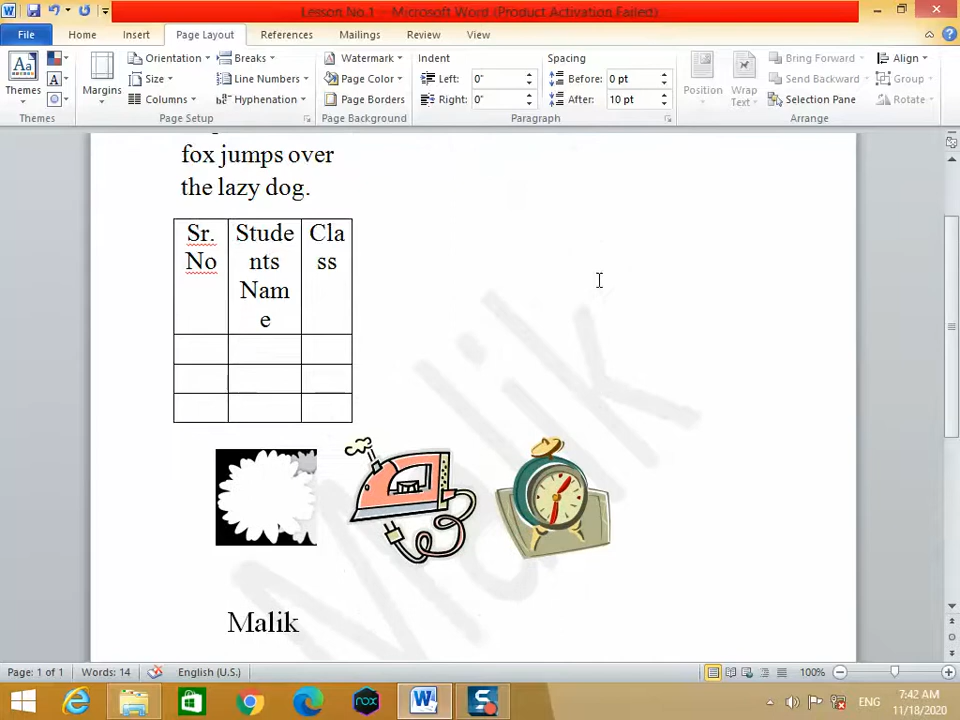 Lesson No.1 - Microsoft Word (Product Activation Failed)
File Home Insert Page Layout References Mailings Review View
Themes
Themes
Margins
Orientation
Size
Columns
Breaks
Line Numbers
Hyphenation
Page Setup
Watermark
Page Color
Page Borders
Page Background
Indent
Left: 0"
Right: 0"
Spacing
Before: 0 pt
After: 10 pt
Paragraph
Position
Wrap
Text
Bring Forward
Send Backward
Selection Pane
Align
Group
Rotate
Arrange
fox jumps over
the lazy dog.
Sr.
No
Stude
nts
Nam
e
Cla
ss
Malik
Malik
Page: 1 of 1 Words: 14 English (U.S.) 100%
nox
ENG
7:42 AM
11/18/2020